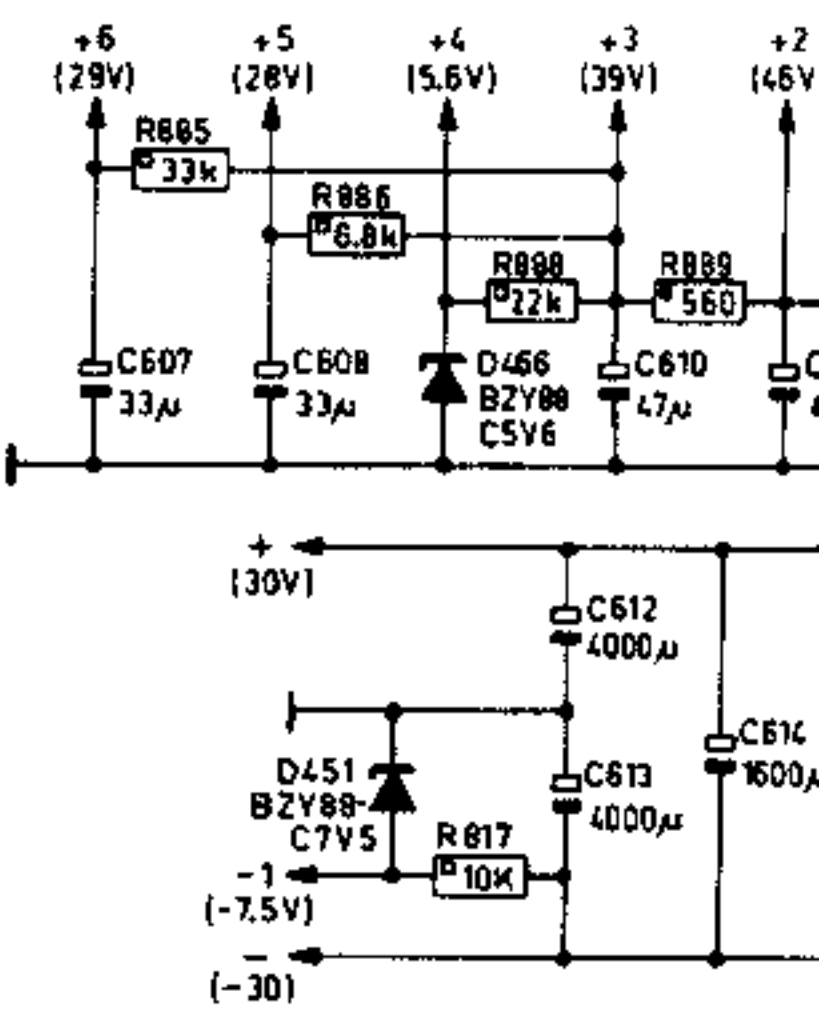 +6 +5 +4 +3 +2
(29V) (28V) (5.6V) (39V) (46V
R885
33k
R886
6.8k
R888 R889
22k 560
C607 C608 D466 C610
33µ 33µ BZY88 47µ
C5V6
+
(30V)
C612
4000µ
C614
1600µ
D451 C613
BZY88- 4000µ
C7V5 R817
-1 10K
(-7.5V)
-
(-30)